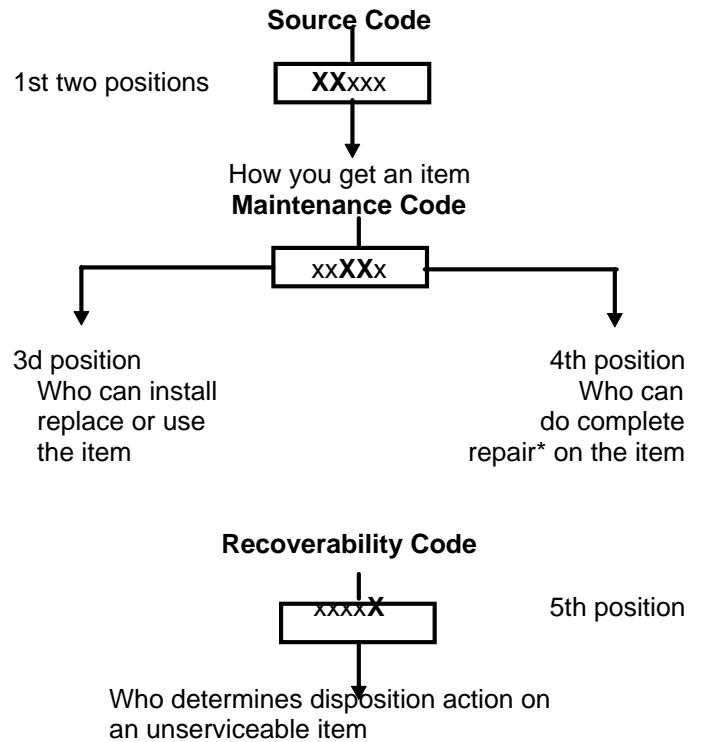 Source Code
1st two positions
XXxxx
How you get an item
Maintenance Code
xxXXx
3d position
Who can install
replace or use
the item
4th position
Who can
do complete
repair* on the item
Recoverability Code
xxxxX
5th position
Who determines disposition action on
an unserviceable item